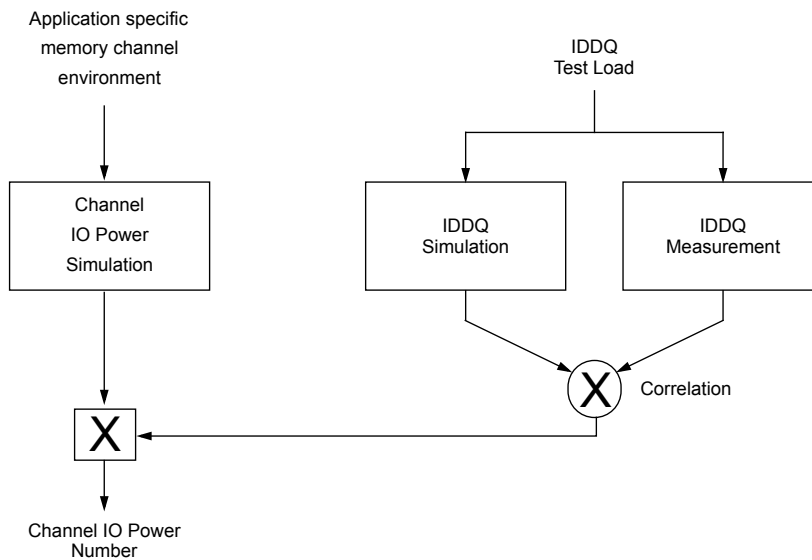 Application specific
memory channel
environment
IDDQ
Test Load
Channel
IO Power
Simulation
IDDQ
Simulation
IDDQ
Measurement
X
Correlation
X
Channel IO Power
Number